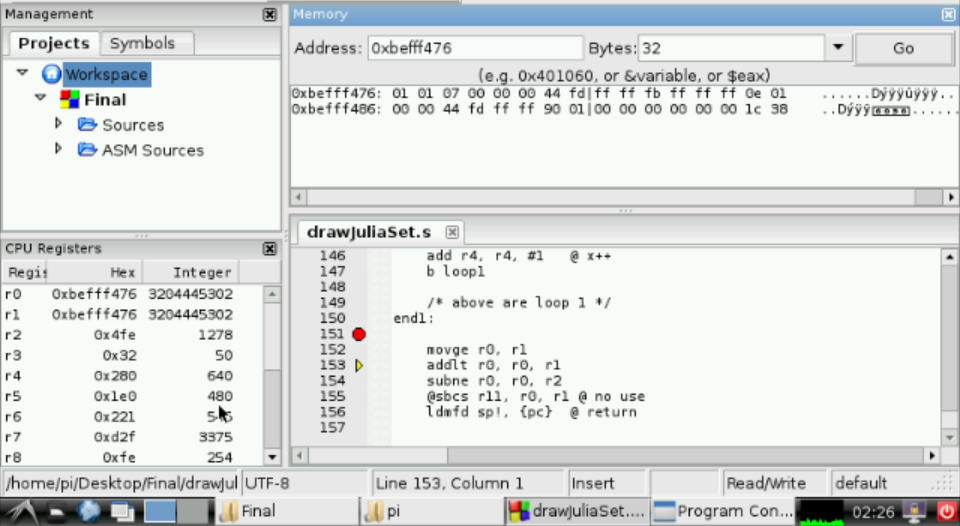 Management
Projects
Symbols
Workspace
Final
Sources
ASM Sources
Memory
Address: 0xbefff476 Bytes: 32 Go
(e.g. 0x401060, or &variable, or $eax)
0xbefff476: 01 01 07 00 00 00 44 fd|ff ff fb ff ff ff 0e 01 ......Dýÿÿûÿÿÿ..
0xbefff486: 00 00 44 fd ff ff 90 01|00 00 00 00 00 00 1c 38 ..Dýÿÿ
CPU Registers
Regis Hex Integer
r0 0xbefff476 3204445302
r1 0xbefff476 3204445302
r2 0x4fe 1278
r3 0x32 50
r4 0x280 640
r5 0x1e0 480
r6 0x221
r7 0xd2f 3375
r8 0xfe 254
drawJuliaSet.s
146 add r4, r4, #1 @ x++
147 b loop1
148
149 /* above are loop 1 */
150 end1:
151
152 movge r0, r1
153 addlt r0, r0, r1
154 subne r0, r0, r2
155 @sbcs r11, r0, r1 @ no use
156 ldmfd sp!, {pc} @ return
157
/home/pi/Desktop/Final/drawJul UTF-8 Line 153, Column 1 Insert Read/Write default
Final pi drawJuliaSet.... Program Con... 02:26